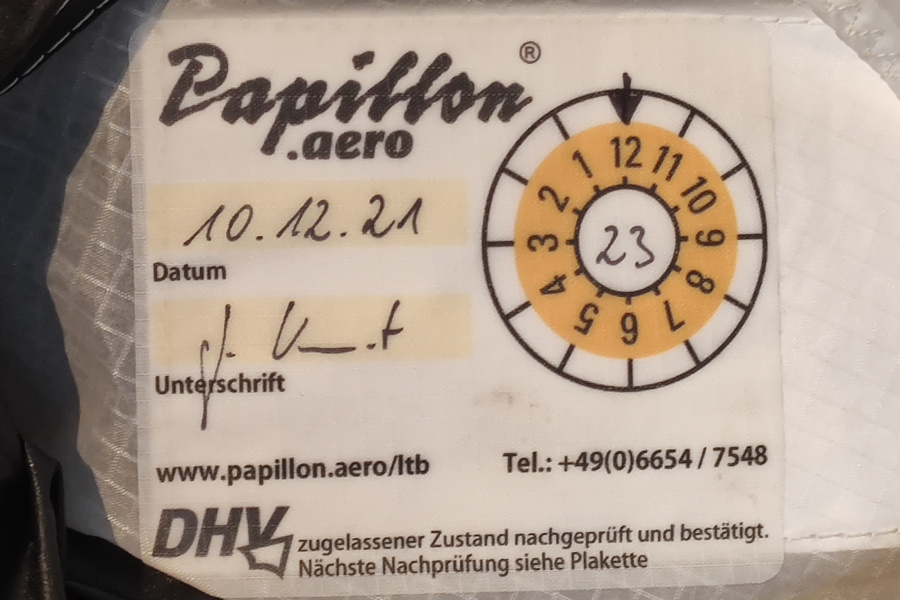 Papillon®
.aero
10.12.21
Datum
Unterschrift
12 11 10 9 8 7 6 5 4 3 2 1
23
www.papillon.aero/ltb
Tel.: +49(0)6654 / 7548
DHV zugelassener Zustand nachgeprüft und bestätigt.
Nächste Nachprüfung siehe Plakette